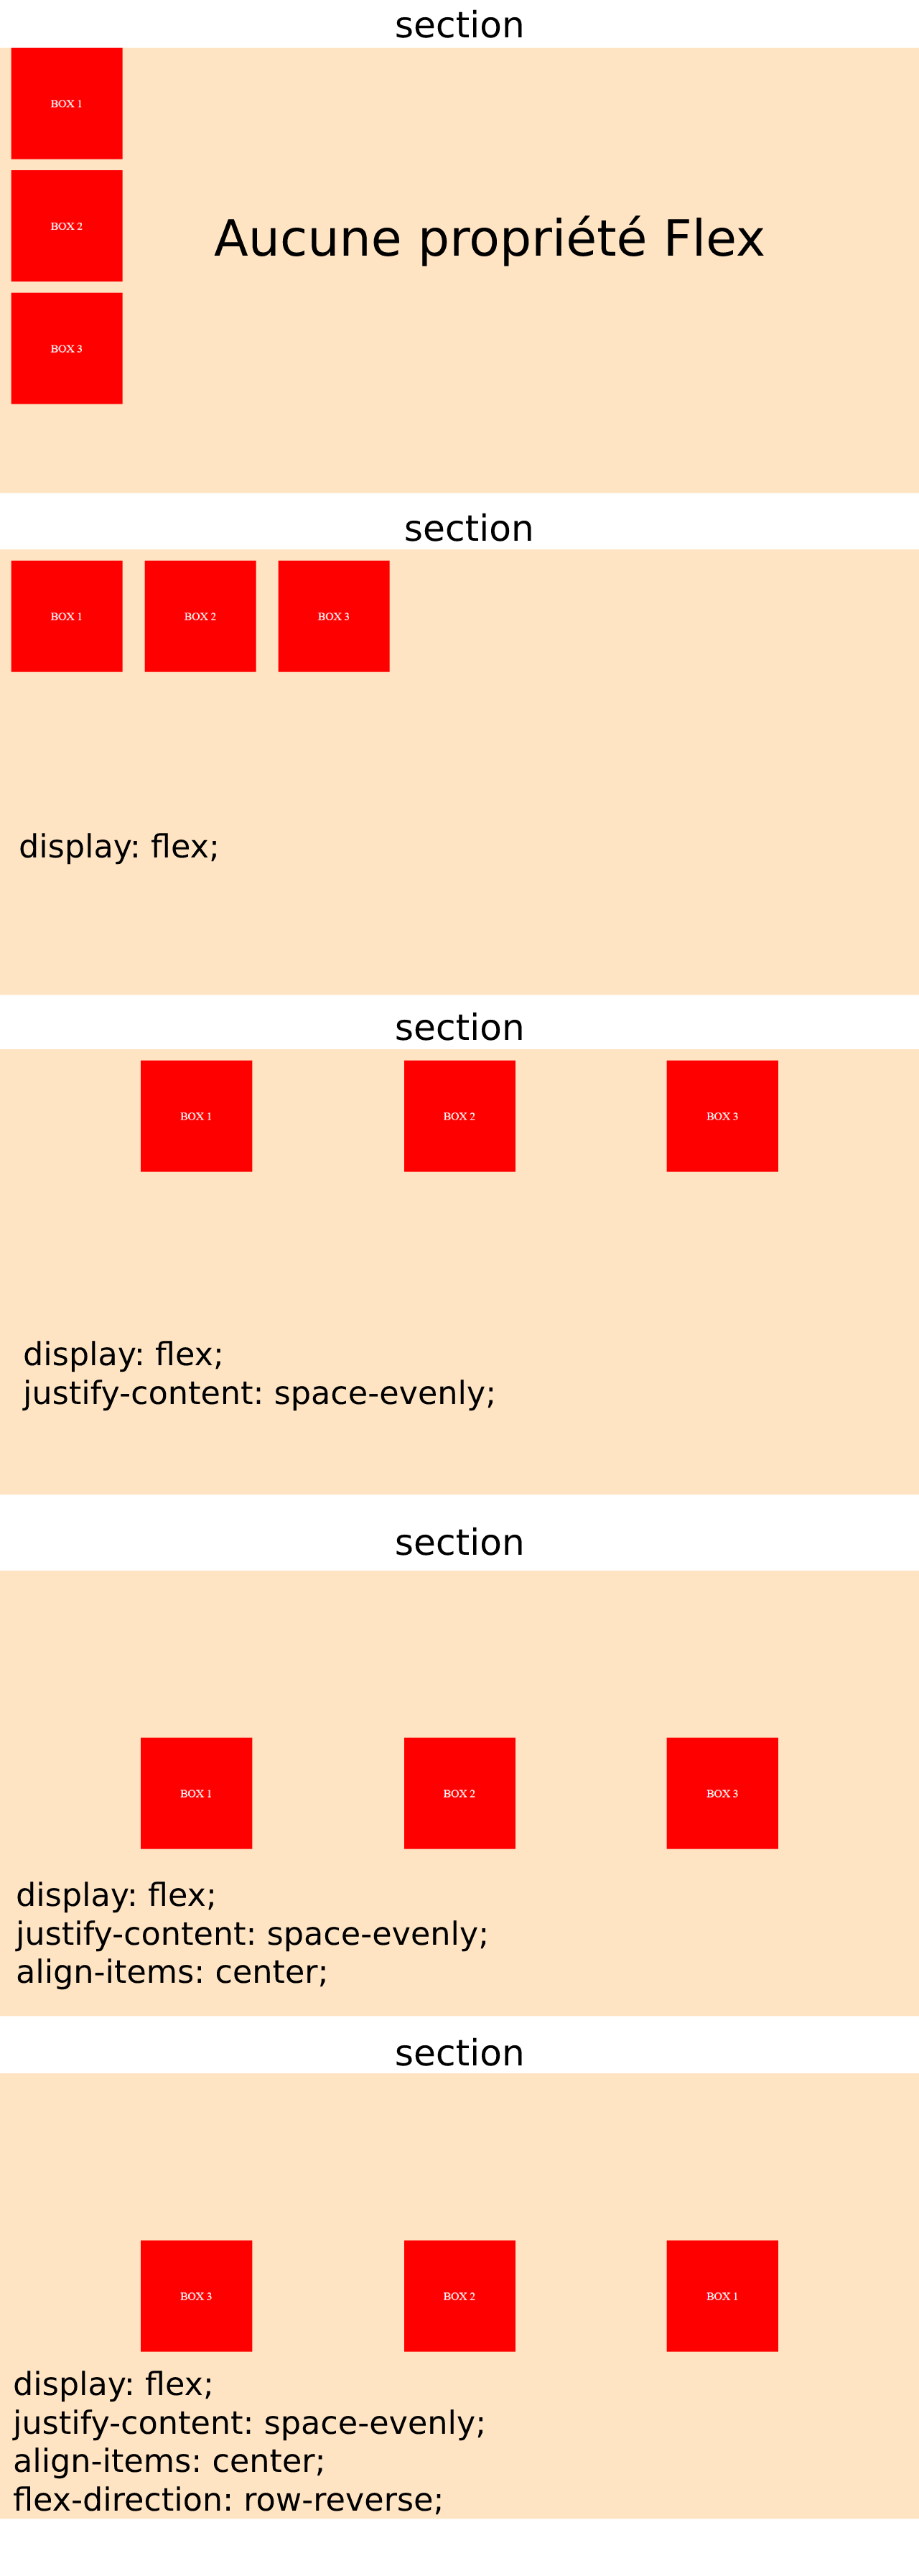 section
BOX 1
BOX 2
Aucune propriété Flex
BOX 3
section
BOX 1 BOX 2 BOX 3
display: flex;
section
BOX 1 BOX 2 BOX 3
display: flex;
justify-content: space-evenly;
section
BOX 1 BOX 2 BOX 3
display: flex;
justify-content: space-evenly;
align-items: center;
section
BOX 3 BOX 2 BOX 1
display: flex;
justify-content: space-evenly;
align-items: center;
flex-direction: row-reverse;